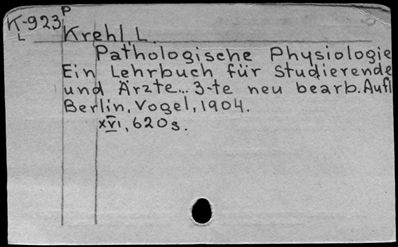 P
K-923
L
Krehl, L.
Pathologische Physiologie
Ein Lehrbuch für Studierende
und Ärzte... 3-te neu bearb. Aufl
Berlin, Vogel, 1904.
XVI, 620 s.